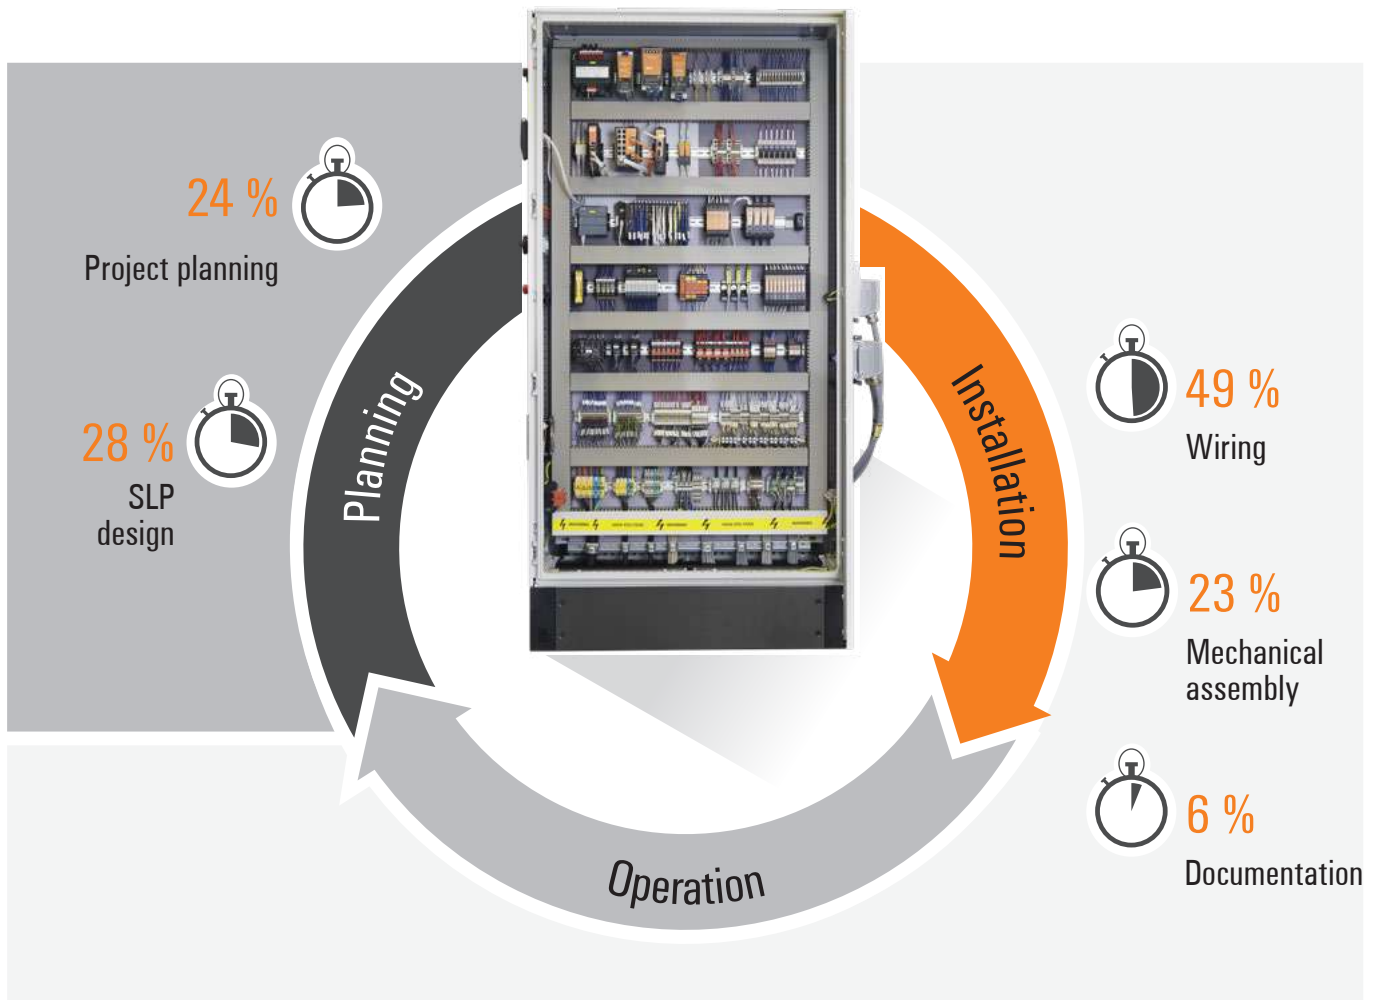 24 %
Project planning
28 %
SLP
design
Planning
Installation
Operation
49 %
Wiring
23 %
Mechanical
assembly
6 %
Documentation